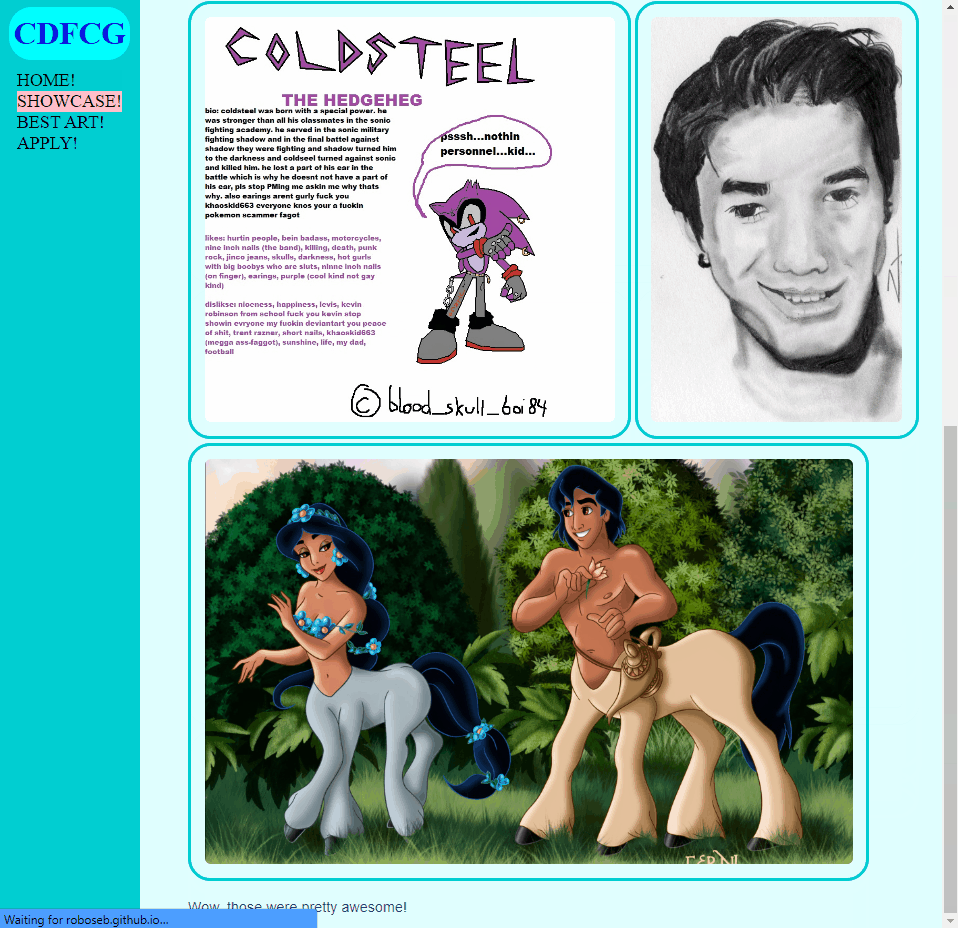 CDFCG
HOME!
SHOWCASE!
BEST ART!
APPLY!
COLDSTEEL
THE HEDGEHEG
bio: coldsteel was born with a special power. he
was stronger than all his classmates in the sonic
fighting academy. he served in the sonic military
fighting shadow and in the final battel against
shadow they were fighting and shadow turned him
to the darkness and coldseel turned against sonic
and killed him. he lost a part of his ear in the
battle which is why he doesnt not have a part of
his ear, pls stop PMing me askin me why thats
why. also earings arent gurly fuck you
khaoskid663 everyone knos your a fuckin
pokemon scammer fagot
likes: hurtin people, bein badass, motorcycles,
nine inch nails (the band), killing, death, punk
rock, jinco jeans, skulls, darkness, hot gurls
with big boobys who are sluts, ninne inch nails
(on finger), earings, purple (cool kind not gay
kind)
dislikse: niceness, happiness, levis, kevin
robinson from school fuck you kevin stop
showin evryone my fuckin deviantart you peace
of shit, trent razner, short nails, khaoskid663
(megga ass-faggot), sunshine, life, my dad,
football
psssh...nothin
personnel...kid...
© blood_skull_boi84
Wow, those were pretty awesome!
Waiting for roboseb.github.io...